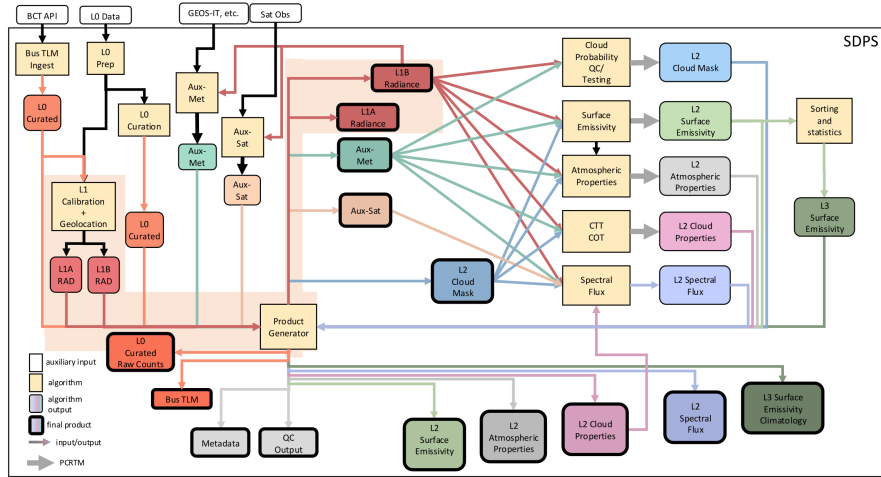 BCT API
L0 Data
GEOS-IT, etc.
Sat Obs
SDPS
Bus TLM
Ingest
L0
Prep
Aux-
Met
L1B
Radiance
Cloud
Probability
QC/
Testing
L2
Cloud Mask
L0
Curated
L0
Curation
Aux-
Sat
L1A
Radiance
Surface
Emissivity
L2
Surface
Emissivity
Sorting
and
statistics
Aux-
Met
Aux-
Met
Aux-
Sat
Atmospheric
Properties
L2
Atmospheric
Properties
L1
Calibration
+
Geolocation
L0
Curated
Aux-Sat
CTT
COT
L2 Cloud
Properties
L3
Surface
Emissivity
L1A
RAD
L1B
RAD
L2
Cloud
Mask
Spectral
Flux
L2 Spectral
Flux
Product
Generator
L0
Curated
Raw Counts
Bus TLM
auxiliary input
algorithm
algorithm
output
final product
input/output
PCRTM
Metadata
QC
Output
L2
Surface
Emissivity
L2
Atmospheric
Properties
L2 Cloud
Properties
L2
Spectral
Flux
L3 Surface
Emissivity
Climatology